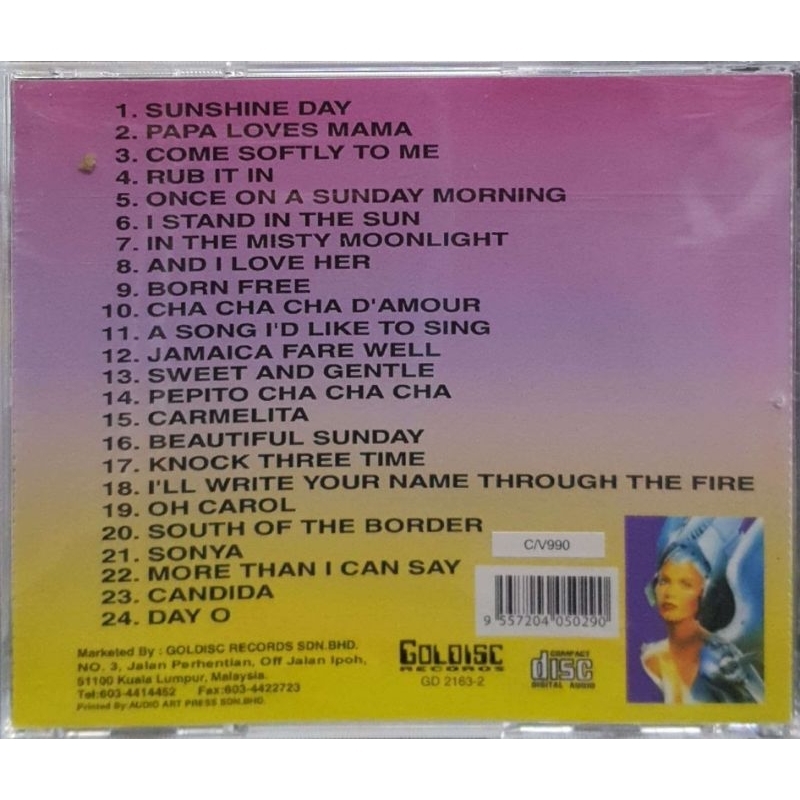 1. SUNSHINE DAY
2. PAPA LOVES MAMA
3. COME SOFTLY TO ME
4. RUB IT IN
5. ONCE ON A SUNDAY MORNING
6. I STAND IN THE SUN
7. IN THE MISTY MOONLIGHT
8. AND I LOVE HER
9. BORN FREE
10. CHA CHA CHA D'AMOUR
11. A SONG I'D LIKE TO SING
12. JAMAICA FARE WELL
13. SWEET AND GENTLE
14. PEPITO CHA CHA CHA
15. CARMELITA
16. BEAUTIFUL SUNDAY
17. KNOCK THREE TIME
18. I'LL WRITE YOUR NAME THROUGH THE FIRE
19. OH CAROL
20. SOUTH OF THE BORDER
21. SONYA
22. MORE THAN I CAN SAY
23. CANDIDA
24. DAY O
C/V990
9 557204 050290
Marketed By : GOLDISC RECORDS SDN.BHD.
NO. 3, Jalan Perhentian, Off Jalan Ipoh,
51100 Kuala Lumpur, Malaysia.
Tel:603-4414452 Fax:603-4422723
Printed By:AUDIO ART PRESS SDN.BHD.
GOLDISC
RECORDS
GD 2163-2
COMPACT
disc
DIGITAL AUDIO